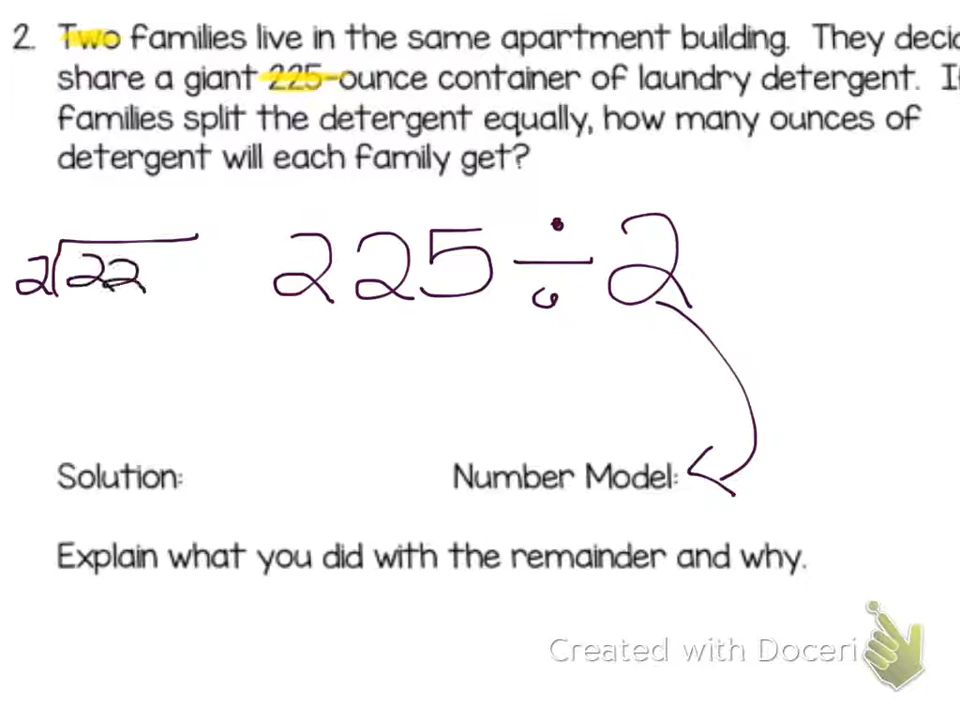 2. Two families live in the same apartment building. They decid
share a giant 225-ounce container of laundry detergent. If
families split the detergent equally, how many ounces of
detergent will each family get?
2 22 225 ÷ 2
Solution: Number Model:
Explain what you did with the remainder and why.
Created with Doceri